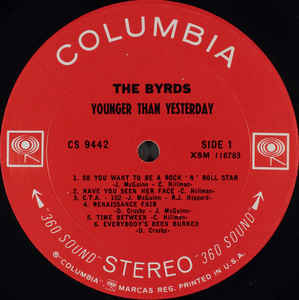 COLUMBIA
THE BYRDS
YOUNGER THAN YESTERDAY
CS 9442
SIDE 1
XSM 118765
1. SO YOU WANT TO BE A ROCK 'N' ROLL STAR
-J. McGuinn - C. Hillman-
2. HAVE YOU SEEN HER FACE -C. Hillman-
3. C.T.A. - 102 -J. McGuinn - R.J. Hippard-
4. RENAISSANCE FAIR
-D. Crosby - J. McGuinn-
5. TIME BETWEEN -C. Hillman-
6. EVERYBODY'S BEEN BURNED
-D. Crosby-
"360 SOUND" STEREO "360 SOUND"
® "COLUMBIA", MARCAS REG. PRINTED IN U.S.A.